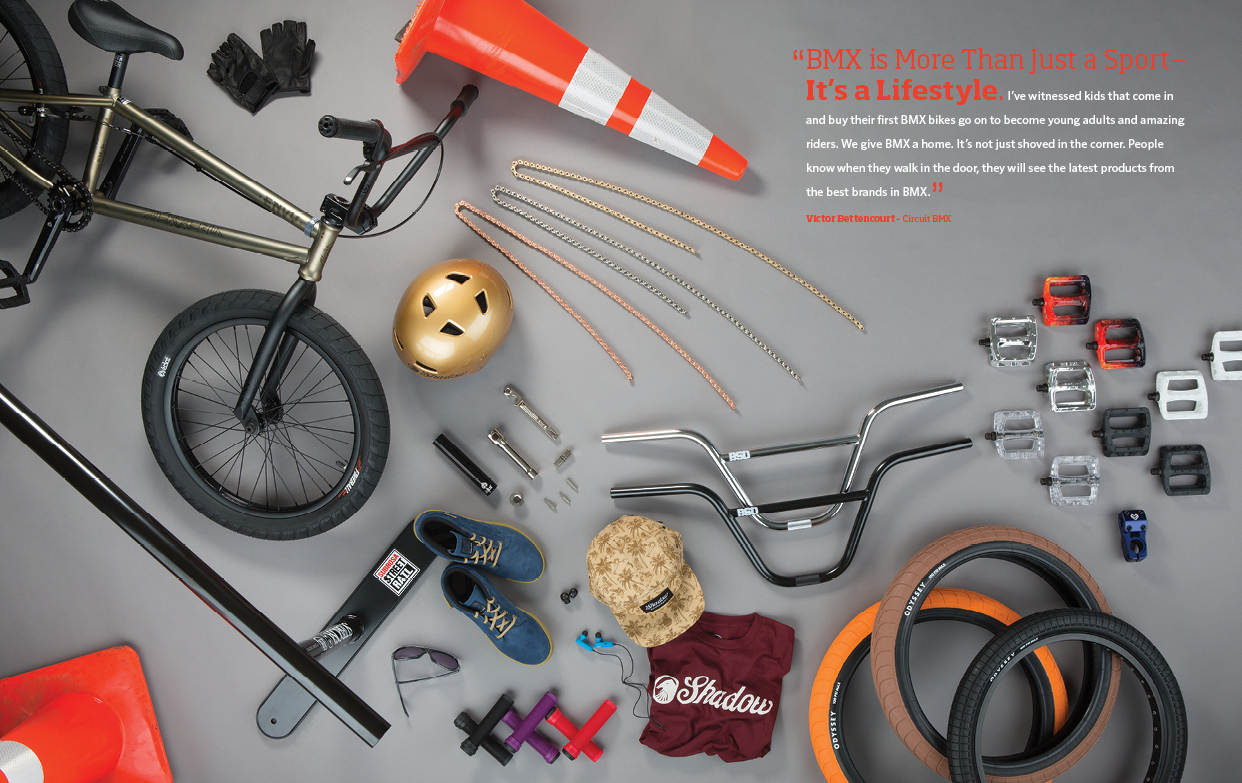 “BMX is More Than Just a Sport–
It’s a Lifestyle. I’ve witnessed kids that come in
and buy their first BMX bikes go on to become young adults and amazing
riders. We give BMX a home. It’s not just shoved in the corner. People
know when they walk in the door, they will see the latest products from
the best brands in BMX.”
Victor Bettencourt - Circuit BMX
éclat
BSD
BSD
STREET
RAIL
Shadow
Shadow
ODYSSEY
ODYSSEY
ODYSSEY